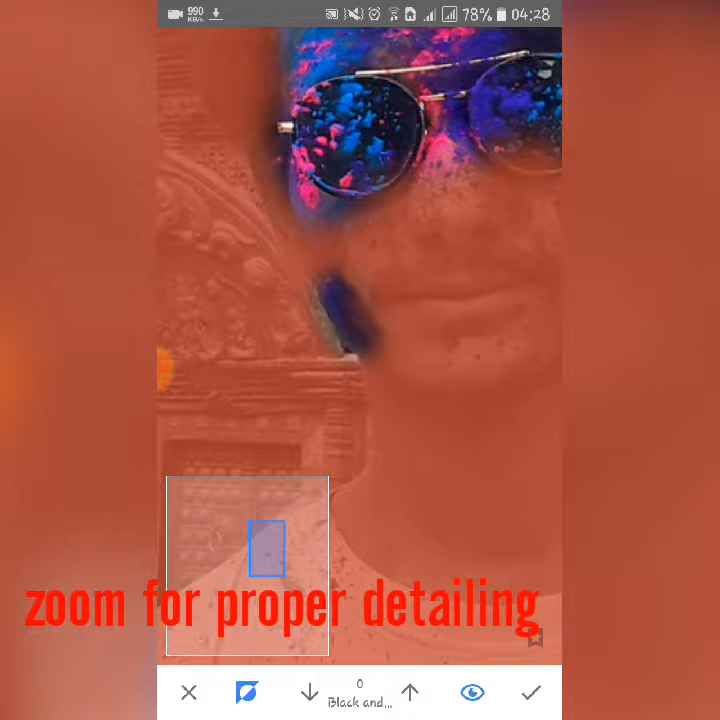 990
KB/s
78% 04:28
zoom for proper detailing
0
Black and...